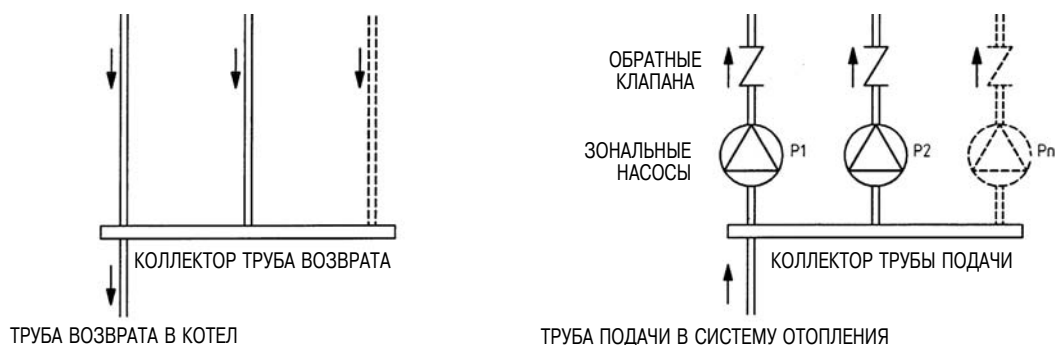 ОБРАТНЫЕ
КЛАПАНА
ЗОНАЛЬНЫЕ
НАСОСЫ
P1
P2
Pn
КОЛЛЕКТОР ТРУБА ВОЗВРАТА
КОЛЛЕКТОР ТРУБЫ ПОДАЧИ
ТРУБА ВОЗВРАТА В КОТЕЛ
ТРУБА ПОДАЧИ В СИСТЕМУ ОТОПЛЕНИЯ